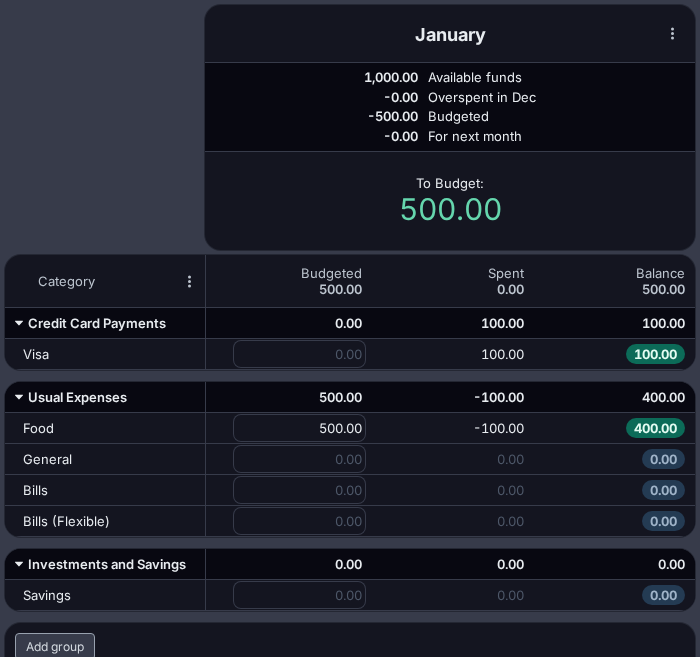 January
1,000.00 Available funds
-0.00 Overspent in Dec
-500.00 Budgeted
-0.00 For next month
To Budget:
500.00
Category Budgeted Spent Balance
500.00 0.00 500.00
Credit Card Payments 0.00 100.00 100.00
Visa 0.00 100.00 100.00
Usual Expenses 500.00 -100.00 400.00
Food 500.00 -100.00 400.00
General 0.00 0.00 0.00
Bills 0.00 0.00 0.00
Bills (Flexible) 0.00 0.00 0.00
Investments and Savings 0.00 0.00 0.00
Savings 0.00 0.00 0.00
Add group